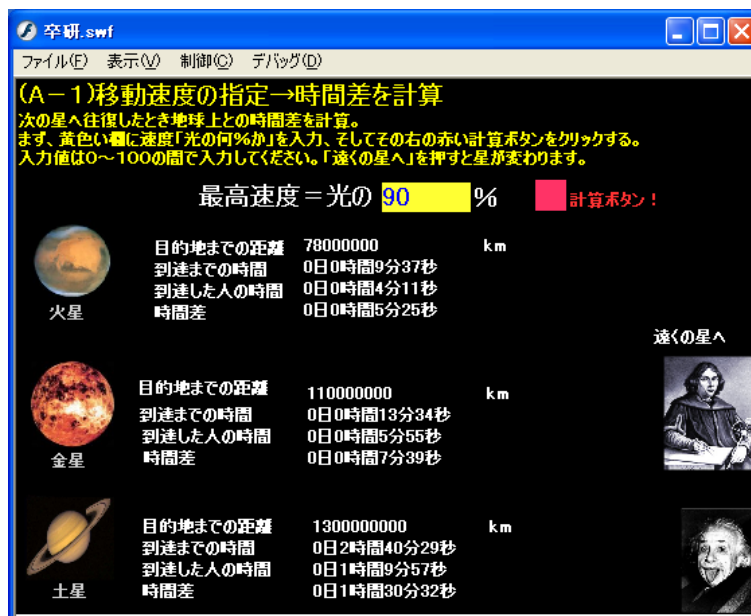 卒研.swf
ファイル(F) 表示(V) 制御(C) デバッグ(D)
(A-1)移動速度の指定→時間差を計算
次の星へ往復したとき地球上との時間差を計算。
まず、黄色い欄に速度「光の何%か」を入力、そしてその右の赤い計算ボタンをクリックする。
入力値は0～100の間で入力してください。「遠くの星へ」を押すと星が変わります。
最高速度=光の 90 % 計算ボタン!
目的地までの距離 78000000 km
到達までの時間 0日0時間9分37秒
到達した人の時間 0日0時間4分11秒
時間差 0日0時間5分25秒
火星
遠くの星へ
目的地までの距離 110000000 km
到達までの時間 0日0時間13分34秒
到達した人の時間 0日0時間5分55秒
時間差 0日0時間7分39秒
金星
目的地までの距離 1300000000 km
到達までの時間 0日2時間40分29秒
到達した人の時間 0日1時間9分57秒
時間差 0日1時間30分32秒
土星